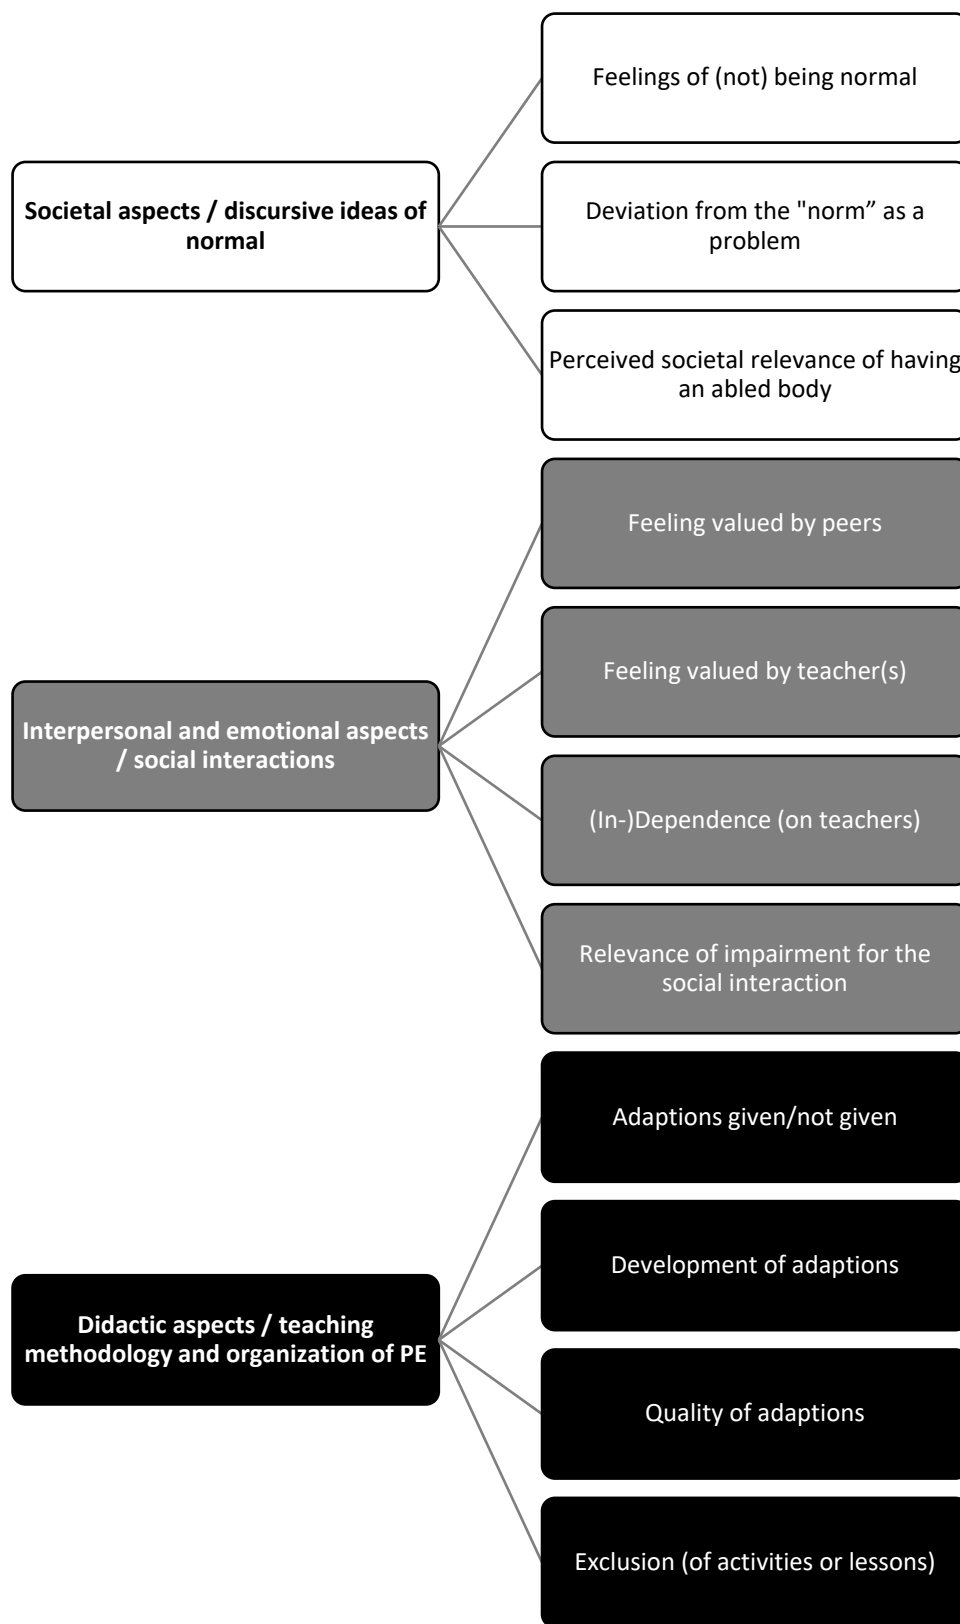 Feelings of (not) being normal
Societal aspects / discursive ideas of
normal
Deviation from the "norm” as a
problem
Perceived societal relevance of having
an abled body
Feeling valued by peers
Feeling valued by teacher(s)
Interpersonal and emotional aspects
/ social interactions
(In-)Dependence (on teachers)
Relevance of impairment for the
social interaction
Adaptions given/not given
Development of adaptions
Didactic aspects / teaching
methodology and organization of PE
Quality of adaptions
Exclusion (of activities or lessons)